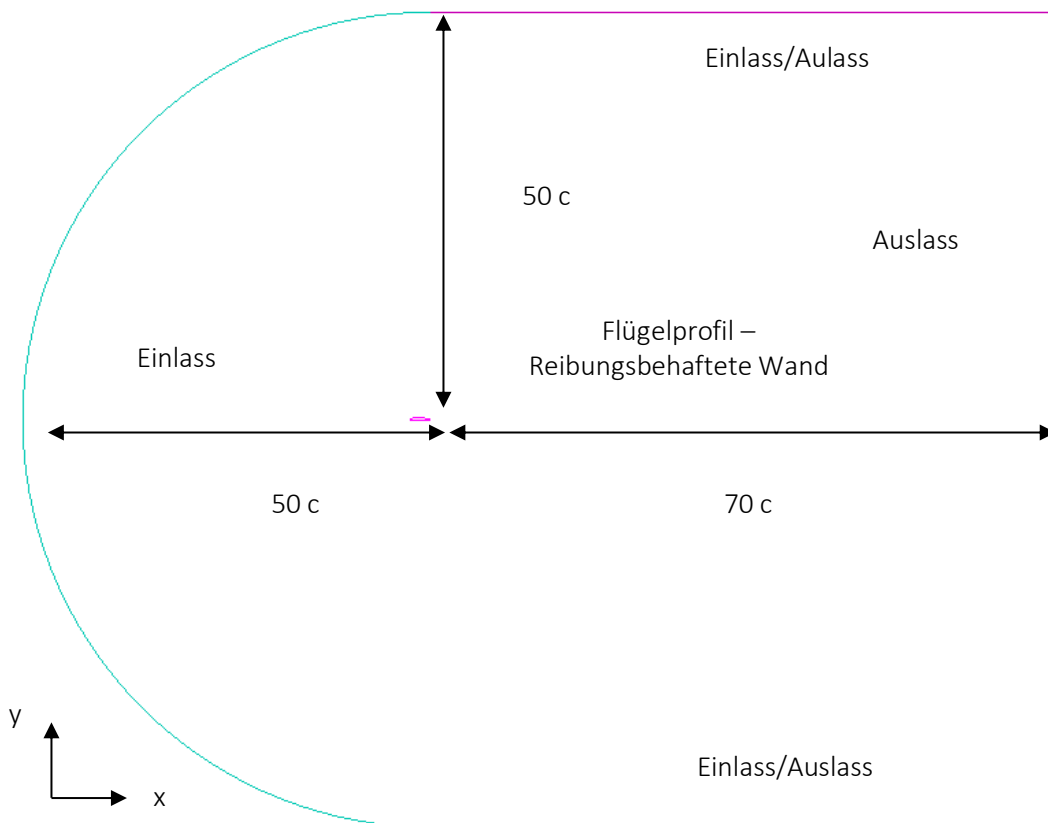 Einlass/Aulass
50 c
Auslass
Flügelprofil –
Reibungsbehaftete Wand
Einlass
50 c
70 c
y
x
Einlass/Auslass